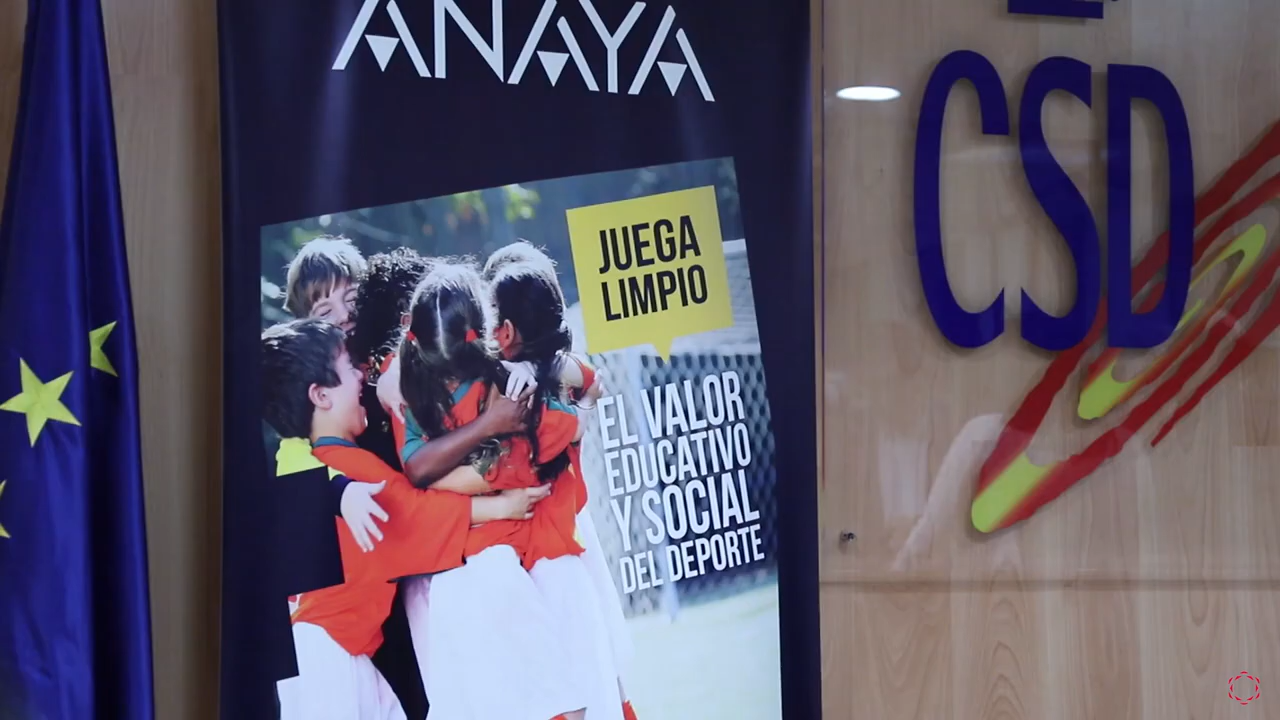 ANAYA
JUEGA
LIMPIO
EL VALOR
EDUCATIVO
Y SOCIAL
DEL DEPORTE
CSD